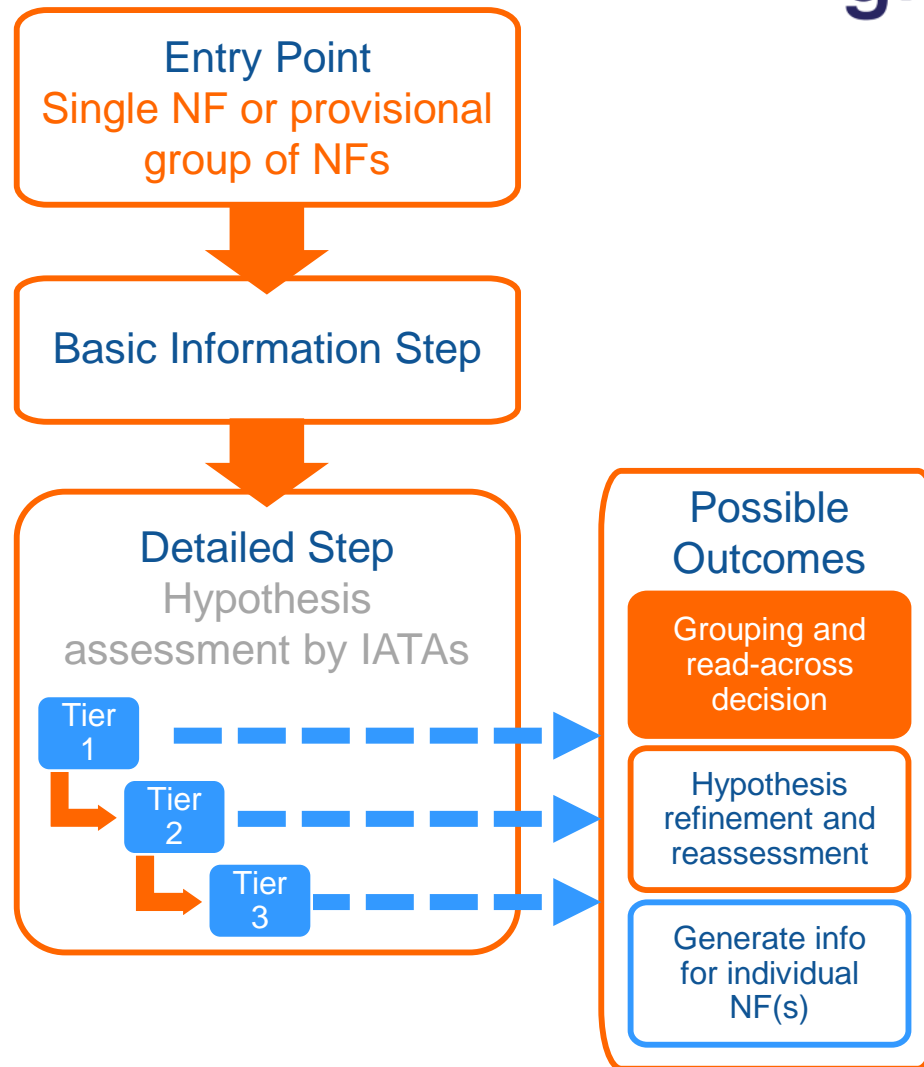 Entry Point
Single NF or provisional
group of NFs
Basic Information Step
Detailed Step
Hypothesis
assessment by IATAs
Tier
1
Tier
2
Tier
3
Possible
Outcomes
Grouping and
read-across
decision
Hypothesis
refinement and
reassessment
Generate info
for individual
NF(s)